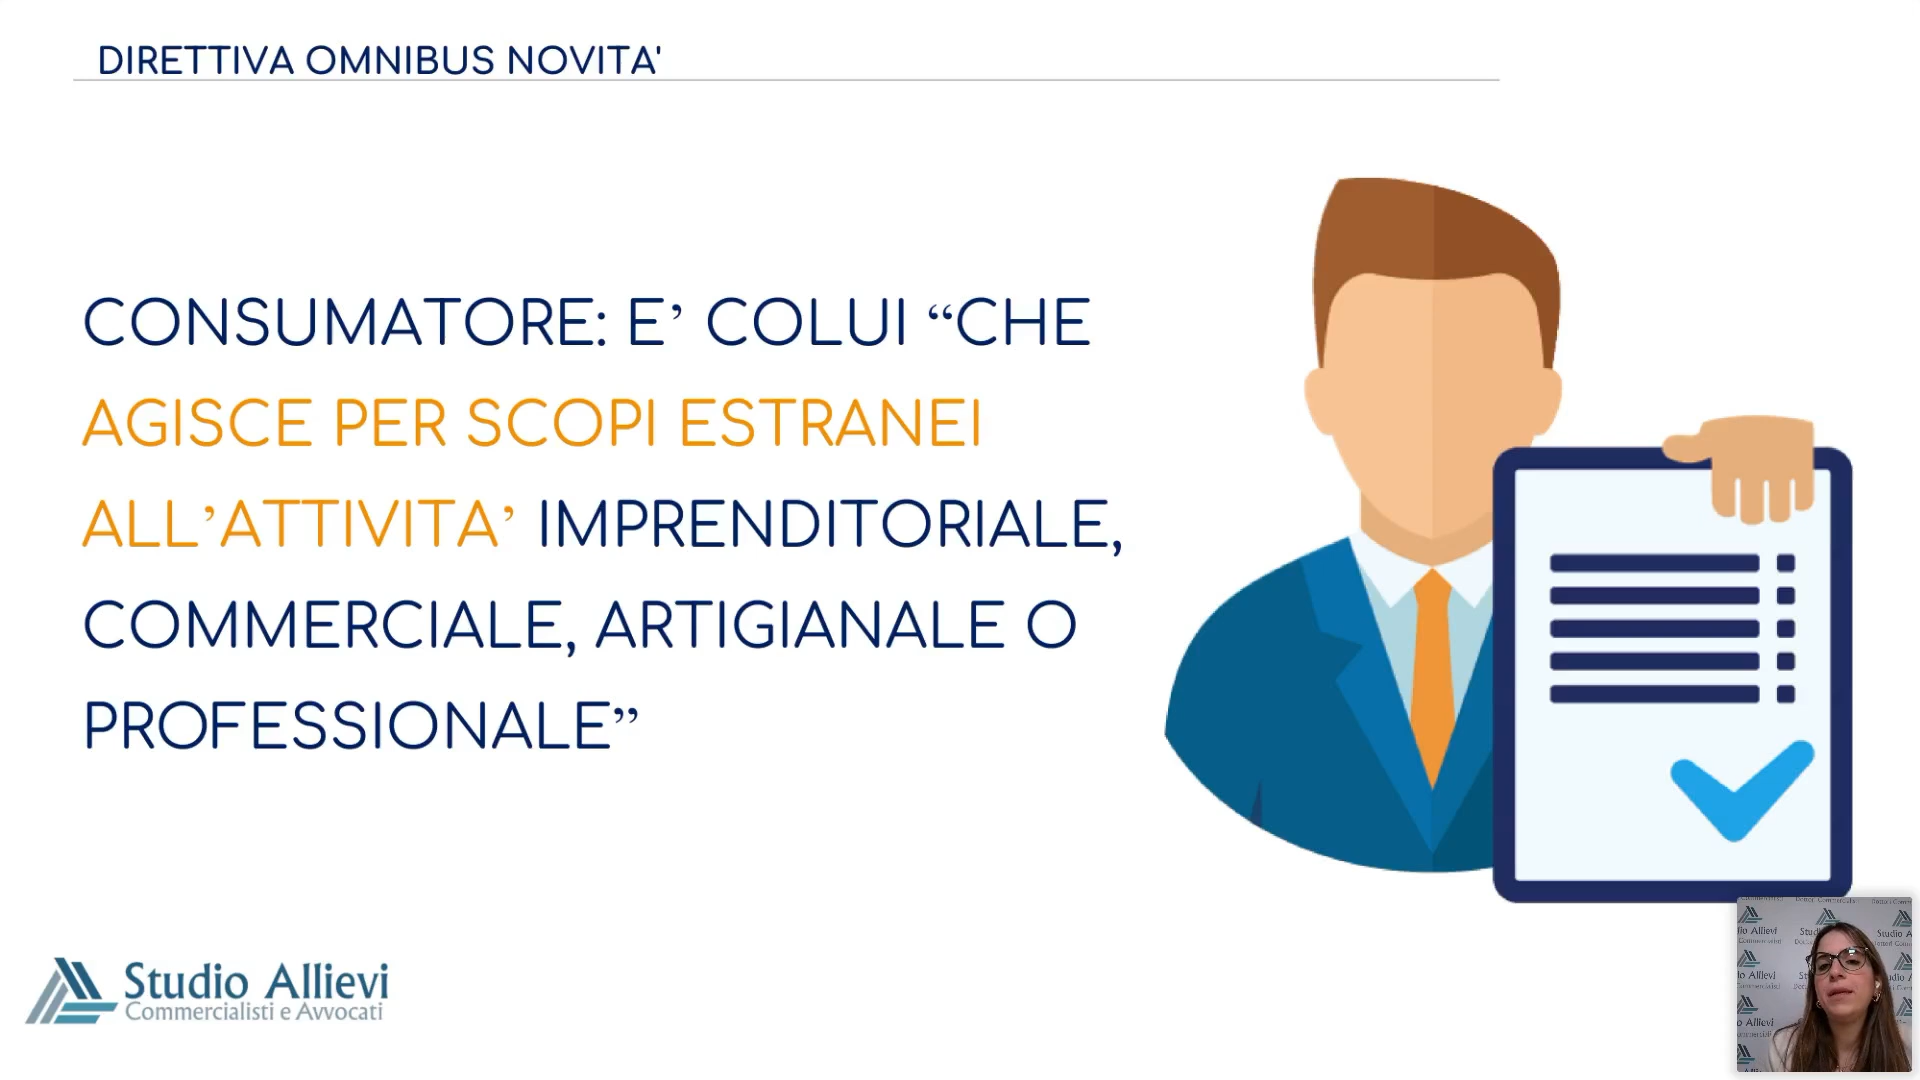 DIRETTIVA OMNIBUS NOVITA'
CONSUMATORE: E’ COLUI “CHE
AGISCE PER SCOPI ESTRANEI
ALL’ATTIVITA’ IMPRENDITORIALE,
COMMERCIALE, ARTIGIANALE O
PROFESSIONALE”
Studio Allievi
Commercialisti e Avvocati